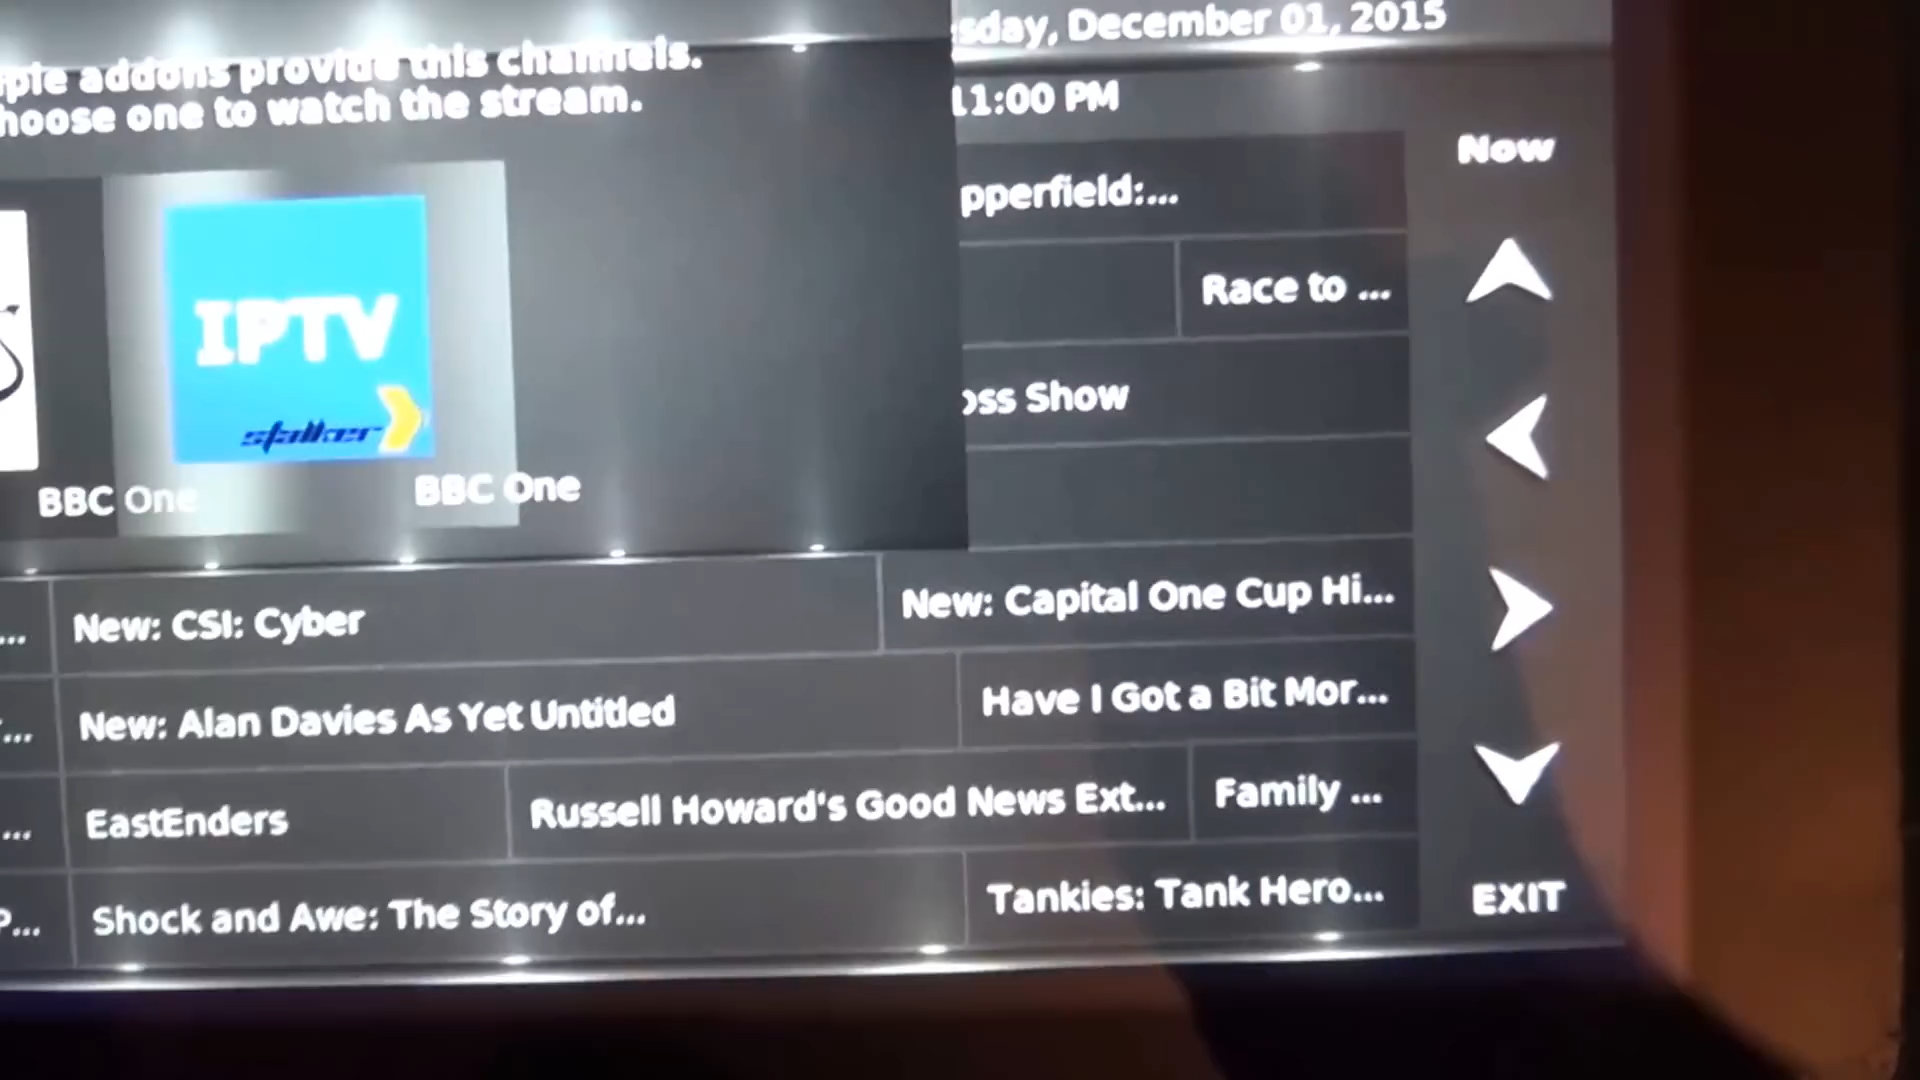 sday, December 01, 2015
ple addons provide this channels.
hoose one to watch the stream.
11:00 PM
Now
pperfield:...
IPTV
stalker
Race to ...
oss Show
BBC One
BBC One
... New: CSI: Cyber New: Capital One Cup Hi...
... New: Alan Davies As Yet Untitled Have I Got a Bit Mor...
... EastEnders Russell Howard's Good News Ext... Family ...
P... Shock and Awe: The Story of... Tankies: Tank Hero...
EXIT